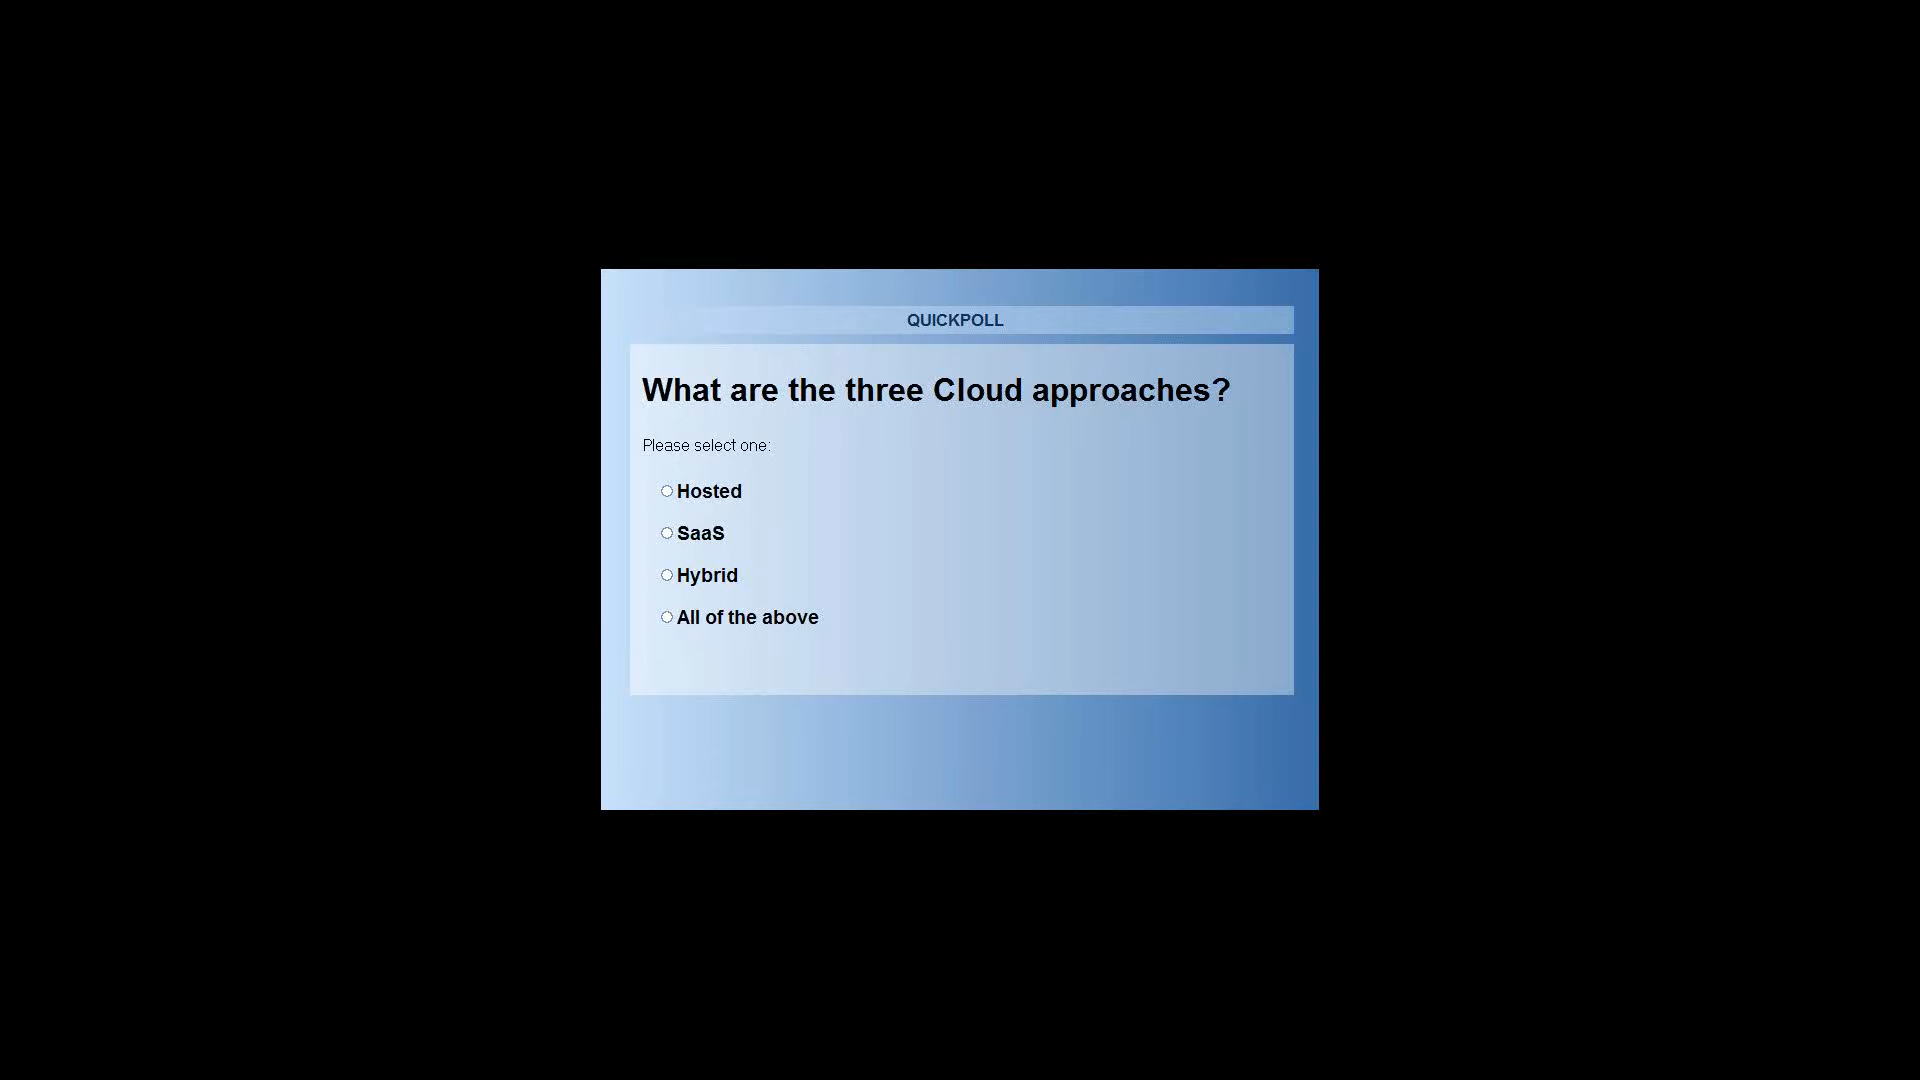 QUICKPOLL
What are the three Cloud approaches?
Please select one:
Hosted
SaaS
Hybrid
All of the above